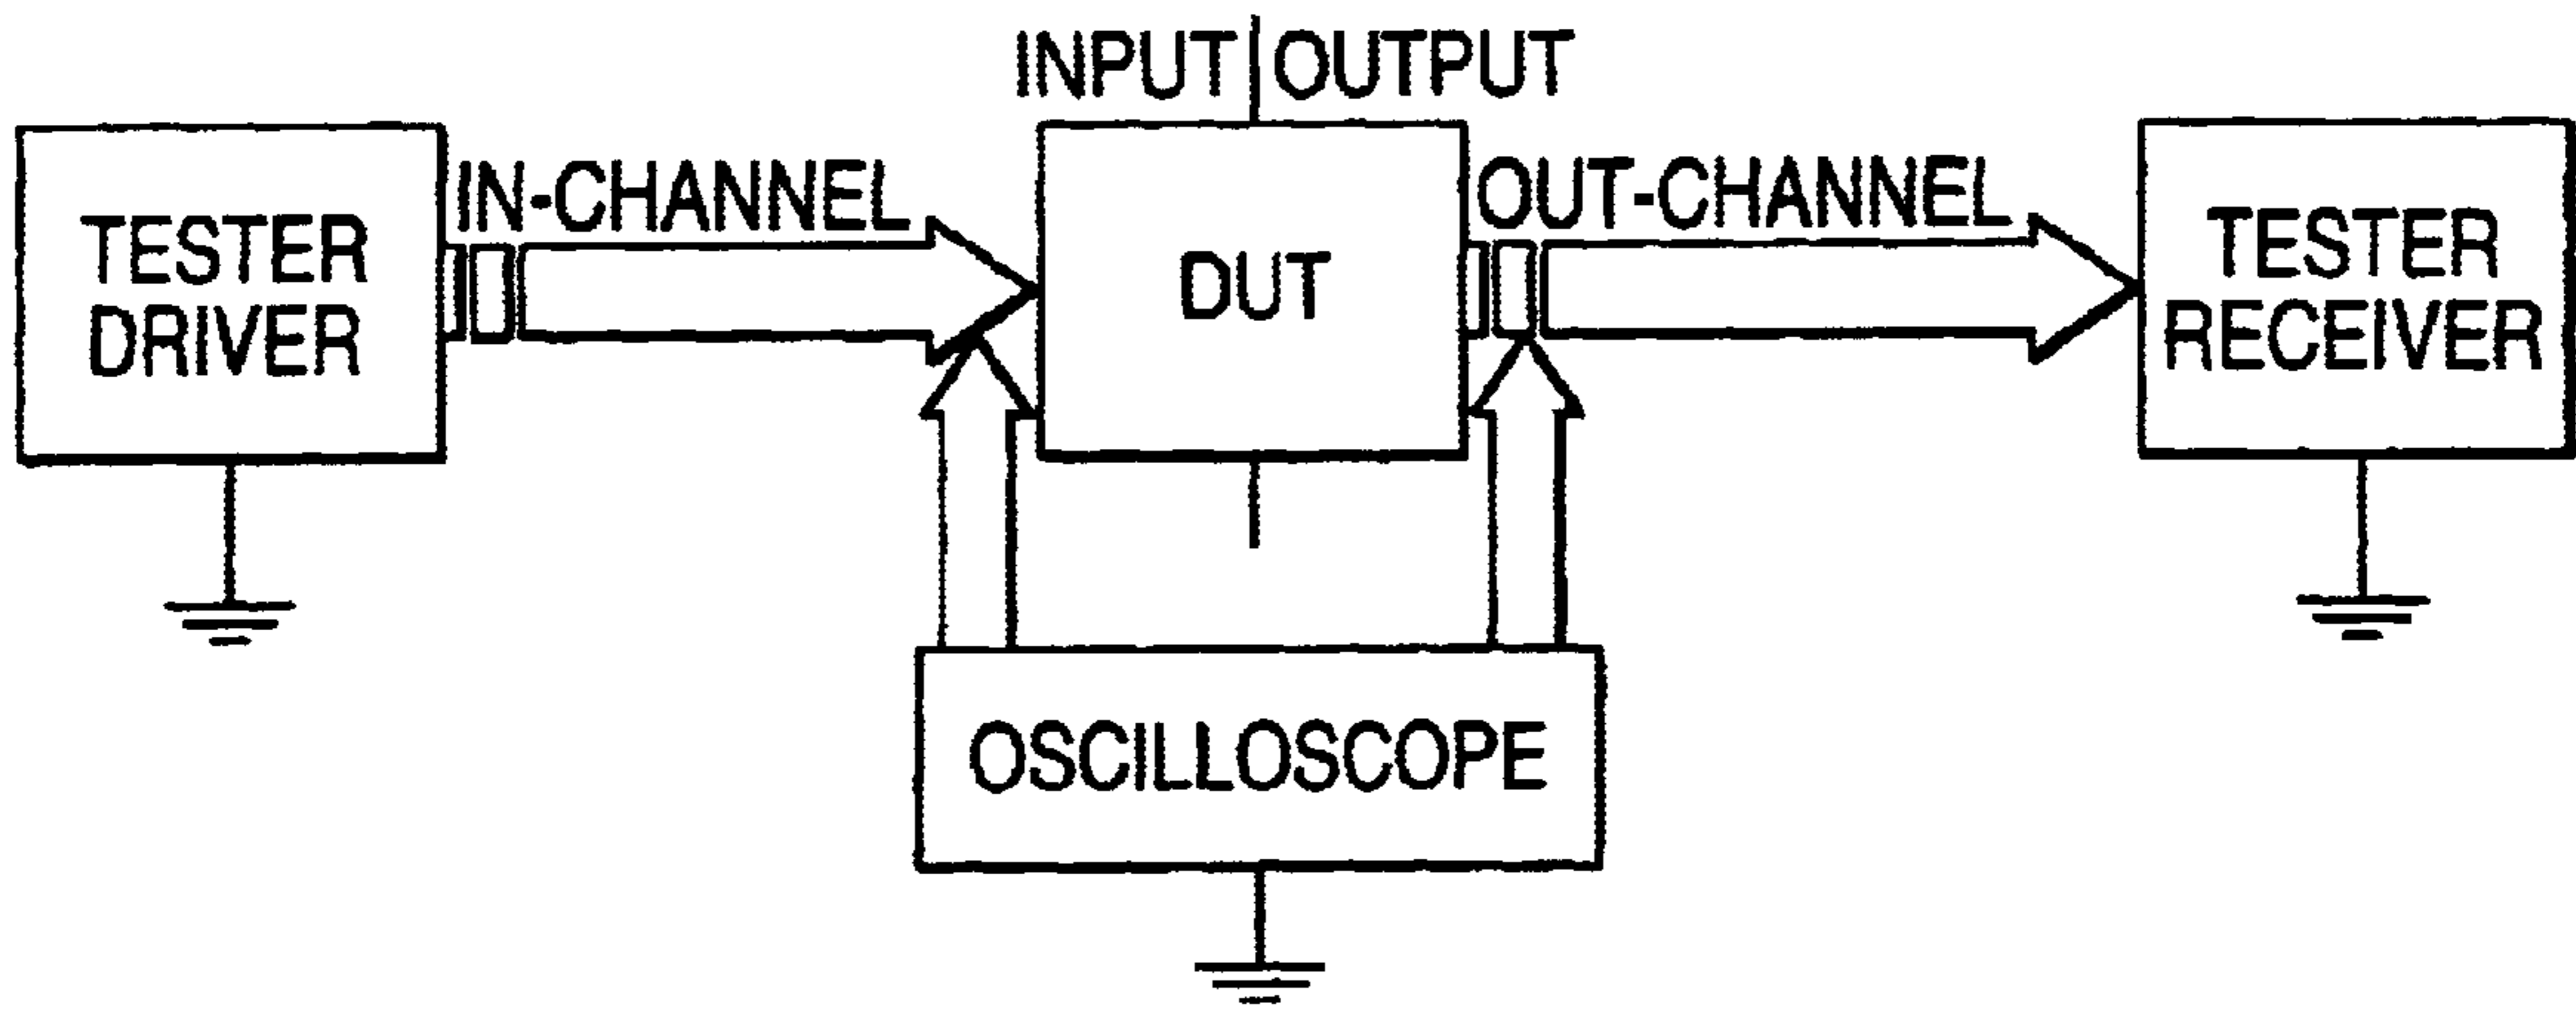 INPUT OUTPUT
TESTER
DRIVER
IN-CHANNEL
DUT
OUT-CHANNEL
TESTER
RECEIVER
OSCILLOSCOPE